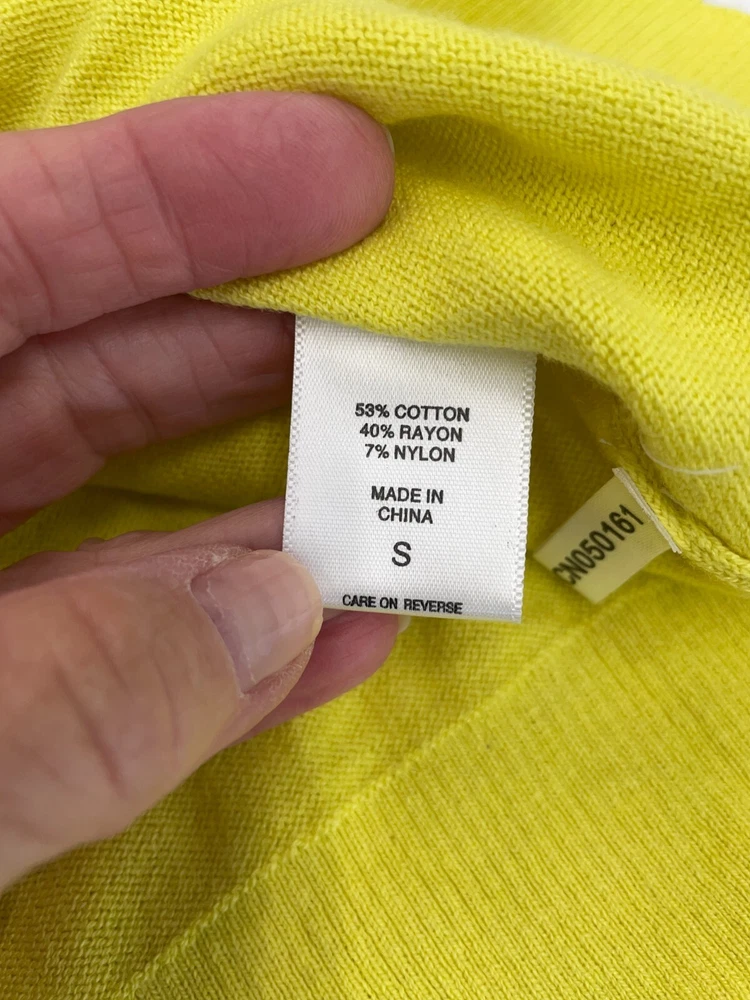 53% COTTON
40% RAYON
7% NYLON
MADE IN
CHINA
S
CARE ON REVERSE
CN050161